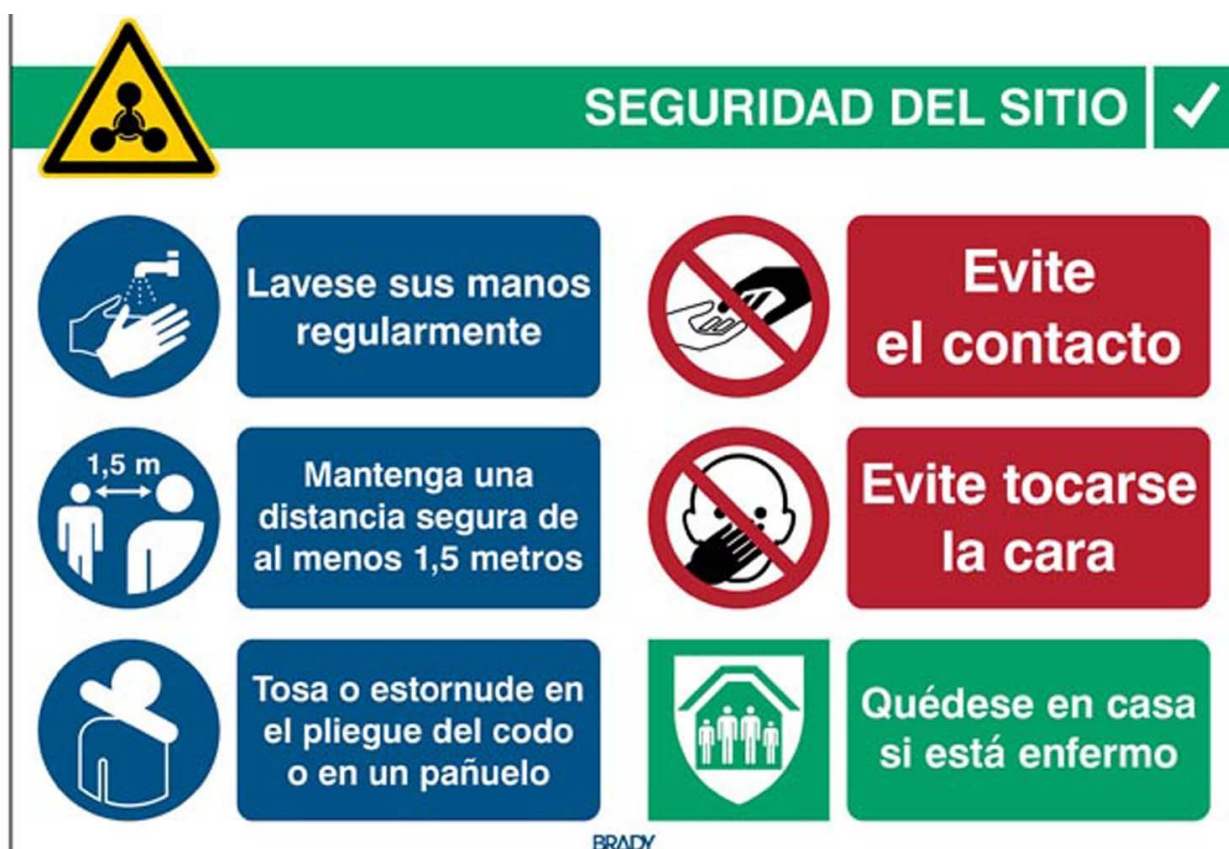 SEGURIDAD DEL SITIO
Lavese sus manos
regularmente
Evite
el contacto
1,5 m
Mantenga una
distancia segura de
al menos 1,5 metros
Evite tocarse
la cara
Tosa o estornude en
el pliegue del codo
o en un pañuelo
Quédese en casa
si está enfermo
BRADY